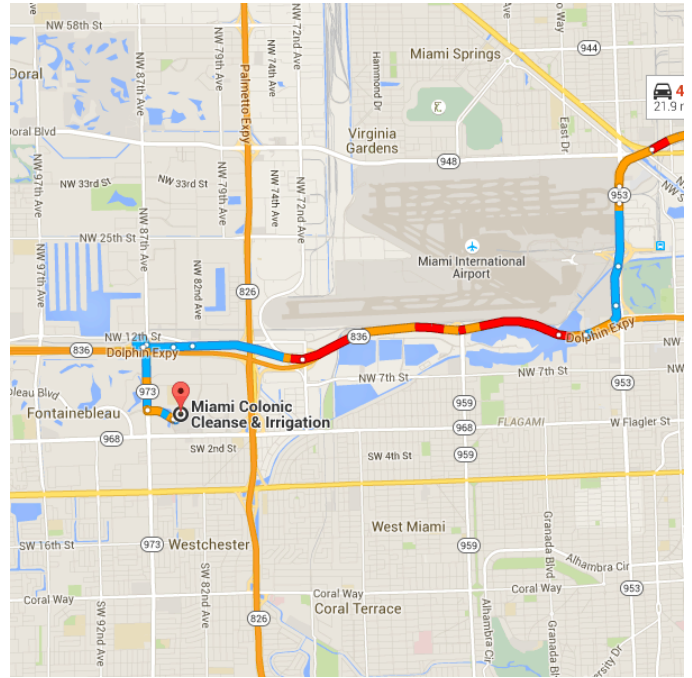 NW 58th St
Doral
NW 97th Ave
NW 87th Ave
NW 79th Ave
Palmetto Expy
NW 72nd Ave
NW 74th Ave
Hammond Dr
Miami Springs
944
4
21.9
Doral Blvd
Virginia
Gardens
948
East Dr
NW 33rd St
NW 33rd St
NW 97th Ave
NW 87th Ave
NW 79th Ave
NW 74th Ave
NW 72nd Ave
953
NW 25th St
NW 82nd Ave
Miami International
Airport
826
NW 12th St
836
Dolphin Expy
836
Dolphin Expy
973
NW 7th St
NW 7th St
953
Fontainebleau
Miami Colonic
Cleanse & Irrigation
959
968
SW 2nd St
FLAGAMI
968
W Flagler St
SW 4th St
959
West Miami
SW 16th St
973
Westchester
959
Granada Blvd
Alhambra Cir
Coral Way
SW 92nd Ave
SW 82nd Ave
826
Coral Way
Coral Terrace
Alhambra Cir
Coral Way
953
Granada Blvd